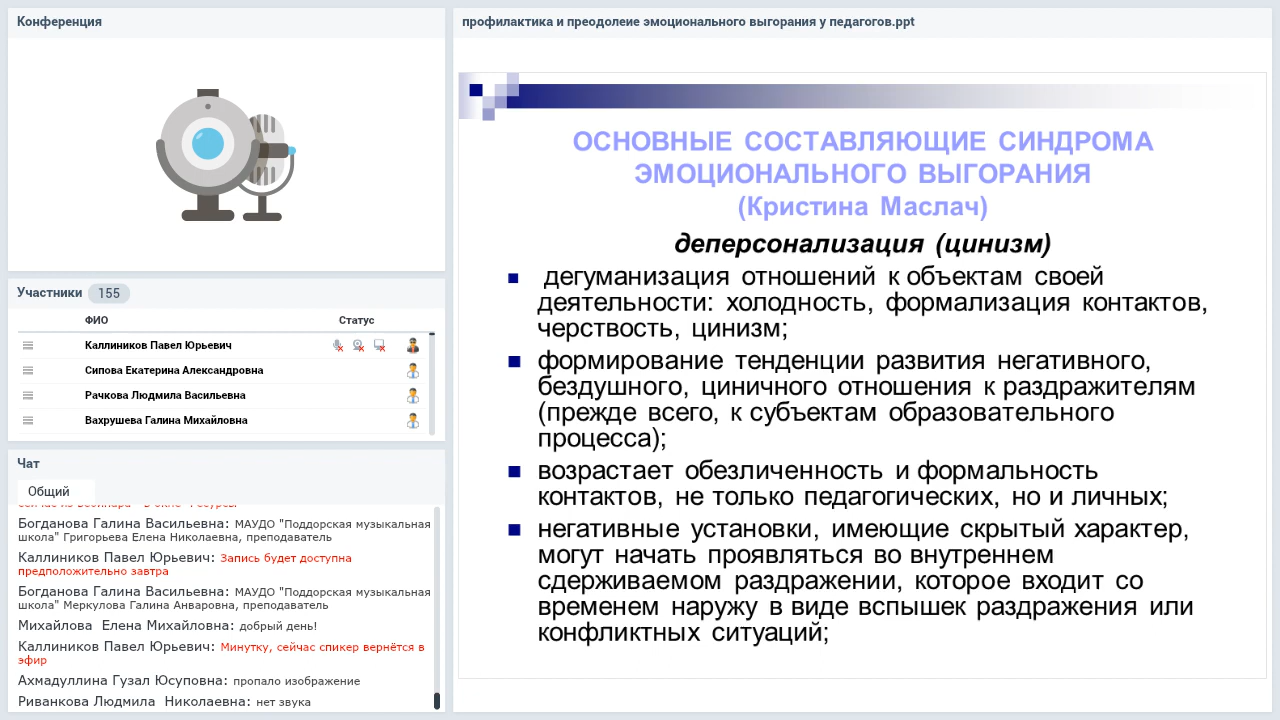 Конференция
Участники 155
ФИО Статус
Каллиников Павел Юрьевич
Сипова Екатерина Александровна
Рачкова Людмила Васильевна
Вахрушева Галина Михайловна
Чат
Общий
Богданова Галина Васильевна: МАУДО "Поддорская музыкальная
школа" Григорьева Елена Николаевна, преподаватель
Каллиников Павел Юрьевич: Запись будет доступна
предположительно завтра
Богданова Галина Васильевна: МАУДО "Поддорская музыкальная
школа" Меркулова Галина Анваровна, преподаватель
Михайлова Елена Михайловна: добрый день!
Каллиников Павел Юрьевич: Минутку, сейчас спикер вернётся в
эфир
Ахмадуллина Гузал Юсуповна: пропало изображение
Риванкова Людмила Николаевна: нет звука
профилактика и преодолеие эмоционального выгорания у педагогов.ppt
ОСНОВНЫЕ СОСТАВЛЯЮЩИЕ СИНДРОМА
ЭМОЦИОНАЛЬНОГО ВЫГОРАНИЯ
(Кристина Маслач)
деперсонализация (цинизм)
дегуманизация отношений к объектам своей
деятельности: холодность, формализация контактов,
черствость, цинизм;
формирование тенденции развития негативного,
бездушного, циничного отношения к раздражителям
(прежде всего, к субъектам образовательного
процесса);
возрастает обезличенность и формальность
контактов, не только педагогических, но и личных;
негативные установки, имеющие скрытый характер,
могут начать проявляться во внутреннем
сдерживаемом раздражении, которое входит со
временем наружу в виде вспышек раздражения или
конфликтных ситуаций;